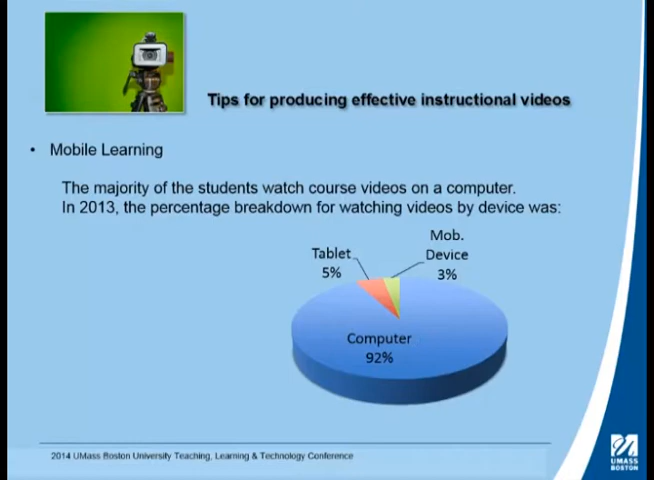 Tips for producing effective instructional videos
• Mobile Learning
The majority of the students watch course videos on a computer.
In 2013, the percentage breakdown for watching videos by device was:
Mob.
Device
3%
Tablet
5%
Computer
92%
2014 UMass Boston University Teaching, Learning & Technology Conference
UMASS
BOSTON